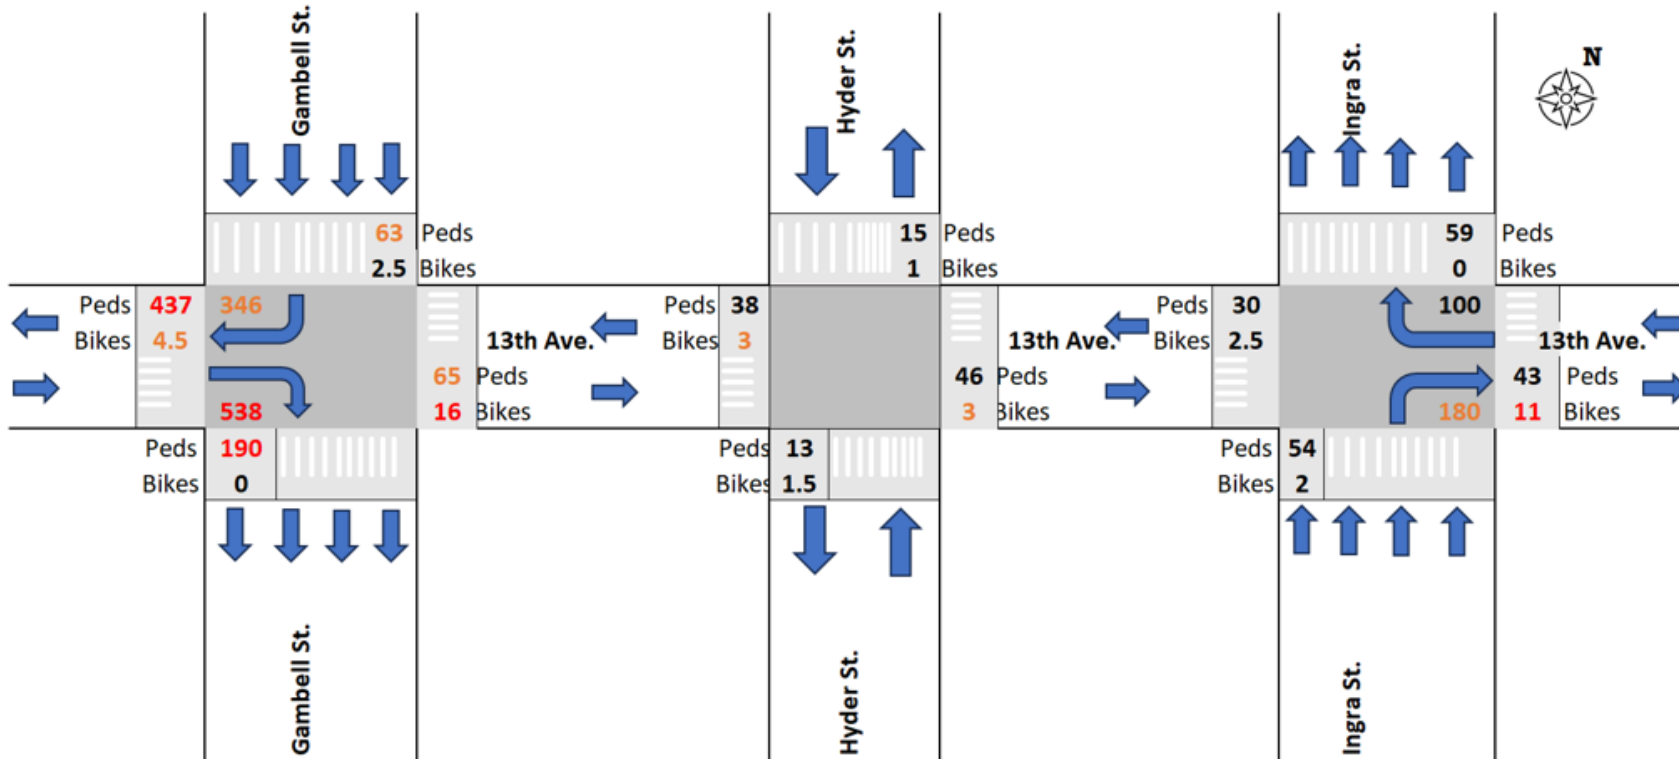 Gambell St.
Hyder St.
Ingra St.
N
63 Peds
2.5 Bikes
15 Peds
1 Bikes
59 Peds
0 Bikes
Peds 437 346
Bikes 4.5
13th Ave.
65 Peds
538 16 Bikes
Peds 38
Bikes 3
13th Ave.
46 Peds
3 Bikes
Peds 30
Bikes 2.5
100
13th Ave.
43 Peds
180 11 Bikes
Peds 190
Bikes 0
Peds 13
Bikes 1.5
Peds 54
Bikes 2
Gambell St.
Hyder St.
Ingra St.